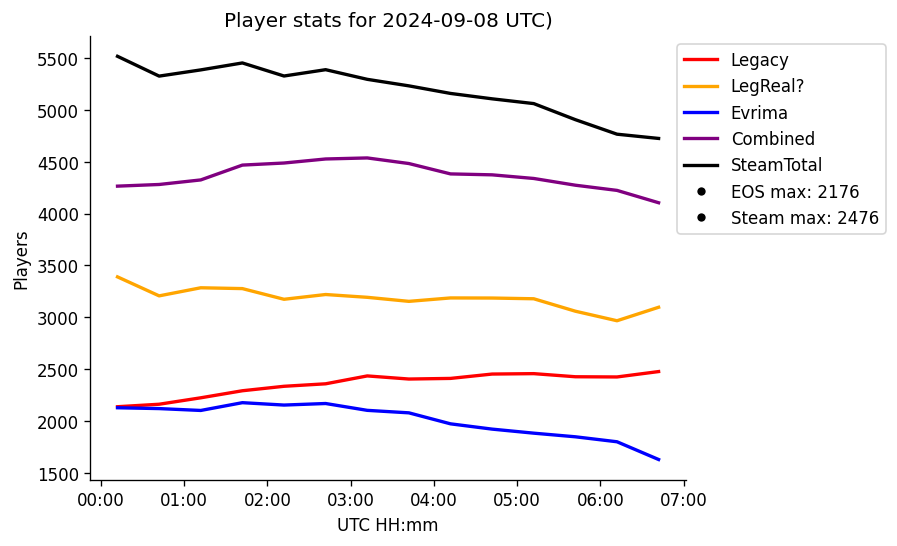 Player stats for 2024-09-08 UTC)
Legacy
LegReal?
Evrima
Combined
SteamTotal
EOS max: 2176
Steam max: 2476
Players
5500
5000
4500
4000
3500
3000
2500
2000
1500
00:00 01:00 02:00 03:00 04:00 05:00 06:00 07:00
UTC HH:mm